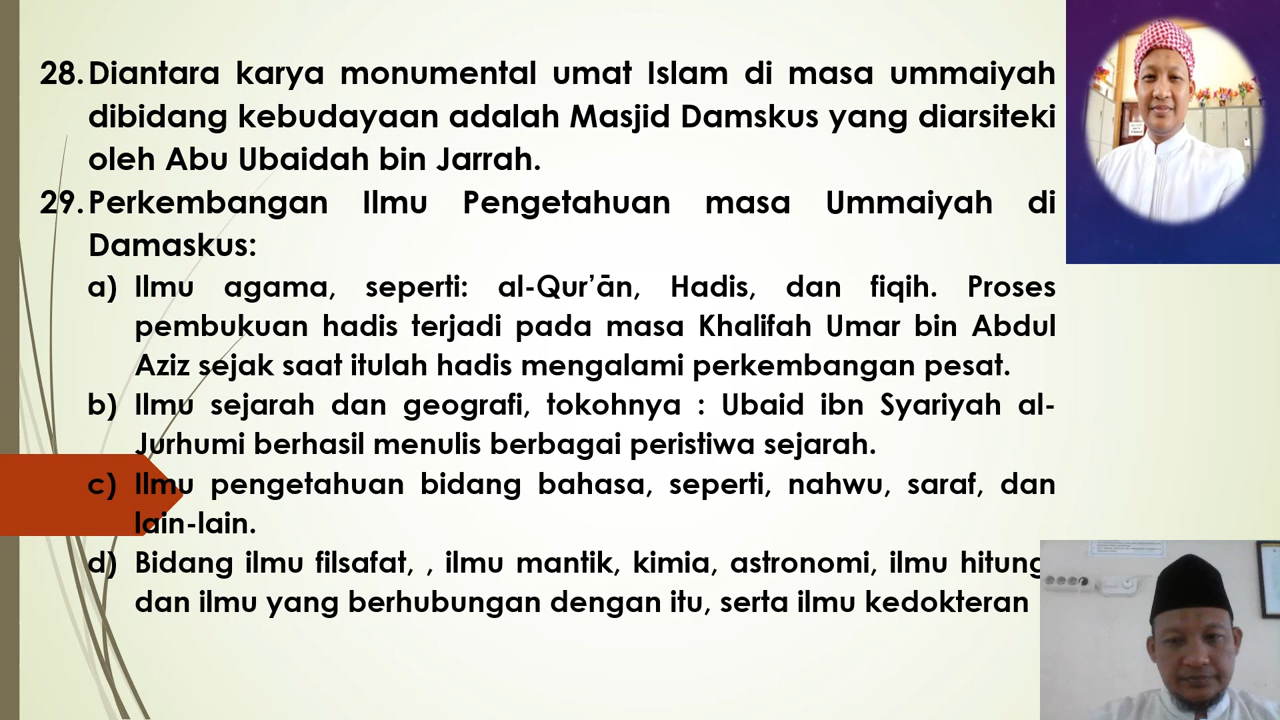 28. Diantara karya monumental umat Islam di masa ummaiyah
dibidang kebudayaan adalah Masjid Damskus yang diarsiteki
oleh Abu Ubaidah bin Jarrah.
29. Perkembangan Ilmu Pengetahuan masa Ummaiyah di
Damaskus:
a) Ilmu agama, seperti: al-Qur’ān, Hadis, dan fiqih. Proses
pembukuan hadis terjadi pada masa Khalifah Umar bin Abdul
Aziz sejak saat itulah hadis mengalami perkembangan pesat.
b) Ilmu sejarah dan geografi, tokohnya : Ubaid ibn Syariyah al-
Jurhumi berhasil menulis berbagai peristiwa sejarah.
c) Ilmu pengetahuan bidang bahasa, seperti, nahwu, saraf, dan
lain-lain.
d) Bidang ilmu filsafat, , ilmu mantik, kimia, astronomi, ilmu hitung
dan ilmu yang berhubungan dengan itu, serta ilmu kedokteran